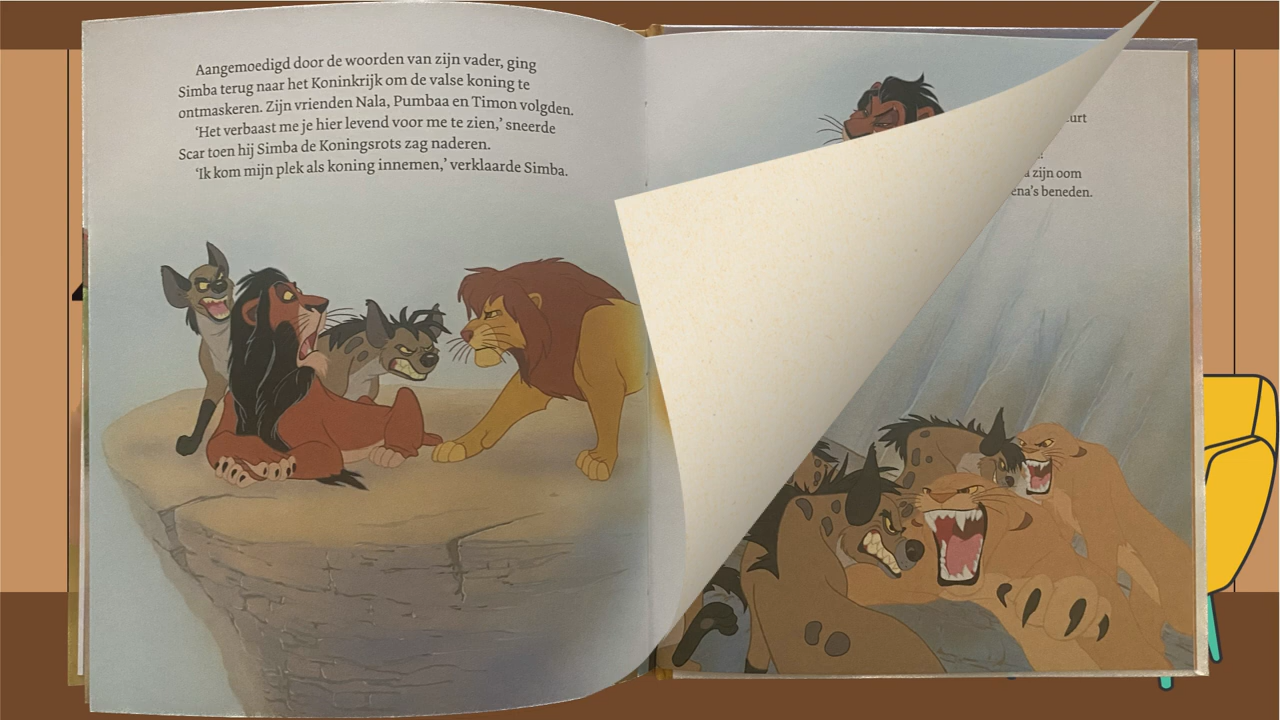 Aangemoedigd door de woorden van zijn vader, ging
Simba terug naar het Koninkrijk om de valse koning te
ontmaskeren. Zijn vrienden Nala, Pumbaa en Timon volgden.
‘Het verbaast me je hier levend voor me te zien,’ sneerde
Scar toen hij Simba de Koningsrots zag naderen.
‘Ik kom mijn plek als koning innemen,’ verklaarde Simba.
zijn oom
beneden.